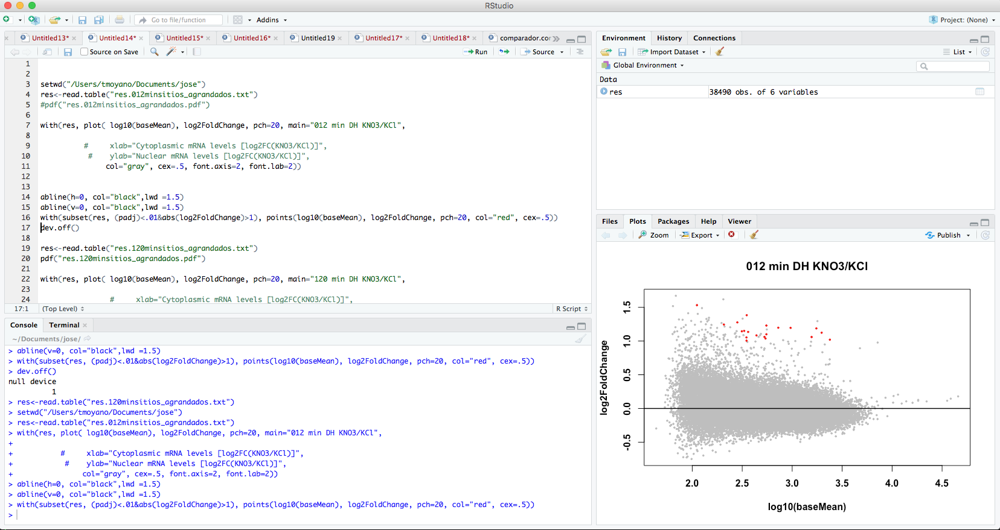 RStudio
Go to file/function
Addins
Project: (None)
Untitled13*
Untitled14*
Untitled15*
Untitled16*
Untitled19
Untitled17*
Untitled18*
comparador.cor
Source on Save
Run
Source
1
2
3 setwd("/Users/tmoyano/Documents/jose")
4 res<-read.table("res.012minsitios_agrandados.txt")
5 #pdf("res.012minsitios_agrandados.pdf")
6
7 with(res, plot( log10(baseMean), log2FoldChange, pch=20, main="012 min DH KNO3/KCl",
8
9 # xlab="Cytoplasmic mRNA levels [log2FC(KNO3/KCl)]",
10 # ylab="Nuclear mRNA levels [log2FC(KNO3/KCl)]",
11 col="gray", cex=.5, font.axis=2, font.lab=2))
12
13
14 abline(h=0, col="black",lwd =1.5)
15 abline(v=0, col="black",lwd =1.5)
16 with(subset(res, (padj)<.01&abs(log2FoldChange)>1), points(log10(baseMean), log2FoldChange, pch=20, col="red", cex=.5))
17 dev.off()
18
19 res<-read.table("res.120minsitios_agrandados.txt")
20 pdf("res.120minsitios_agrandados.pdf")
21
22 with(res, plot( log10(baseMean), log2FoldChange, pch=20, main="120 min DH KNO3/KCl",
23
24 # xlab="Cytoplasmic mRNA levels [log2FC(KNO3/KCl)]",
17:1
(Top Level)
R Script
Console
Terminal
~/Documents/jose/
> abline(v=0, col="black",lwd =1.5)
> with(subset(res, (padj)<.01&abs(log2FoldChange)>1), points(log10(baseMean), log2FoldChange, pch=20, col="red", cex=.5))
> dev.off()
null device
1
> res<-read.table("res.120minsitios_agrandados.txt")
> setwd("/Users/tmoyano/Documents/jose")
> res<-read.table("res.012minsitios_agrandados.txt")
> with(res, plot( log10(baseMean), log2FoldChange, pch=20, main="012 min DH KNO3/KCl",
+
+ # xlab="Cytoplasmic mRNA levels [log2FC(KNO3/KCl)]",
+ # ylab="Nuclear mRNA levels [log2FC(KNO3/KCl)]",
+ col="gray", cex=.5, font.axis=2, font.lab=2))
> abline(h=0, col="black",lwd =1.5)
> abline(v=0, col="black",lwd =1.5)
> with(subset(res, (padj)<.01&abs(log2FoldChange)>1), points(log10(baseMean), log2FoldChange, pch=20, col="red", cex=.5))
>
Environment
History
Connections
Import Dataset
List
Global Environment
Data
res 38490 obs. of 6 variables
Files
Plots
Packages
Help
Viewer
Zoom
Export
Publish
012 min DH KNO3/KCl
log2FoldChange
1.5
1.0
0.5
0.0
-0.5
2.0 2.5 3.0 3.5 4.0 4.5
log10(baseMean)